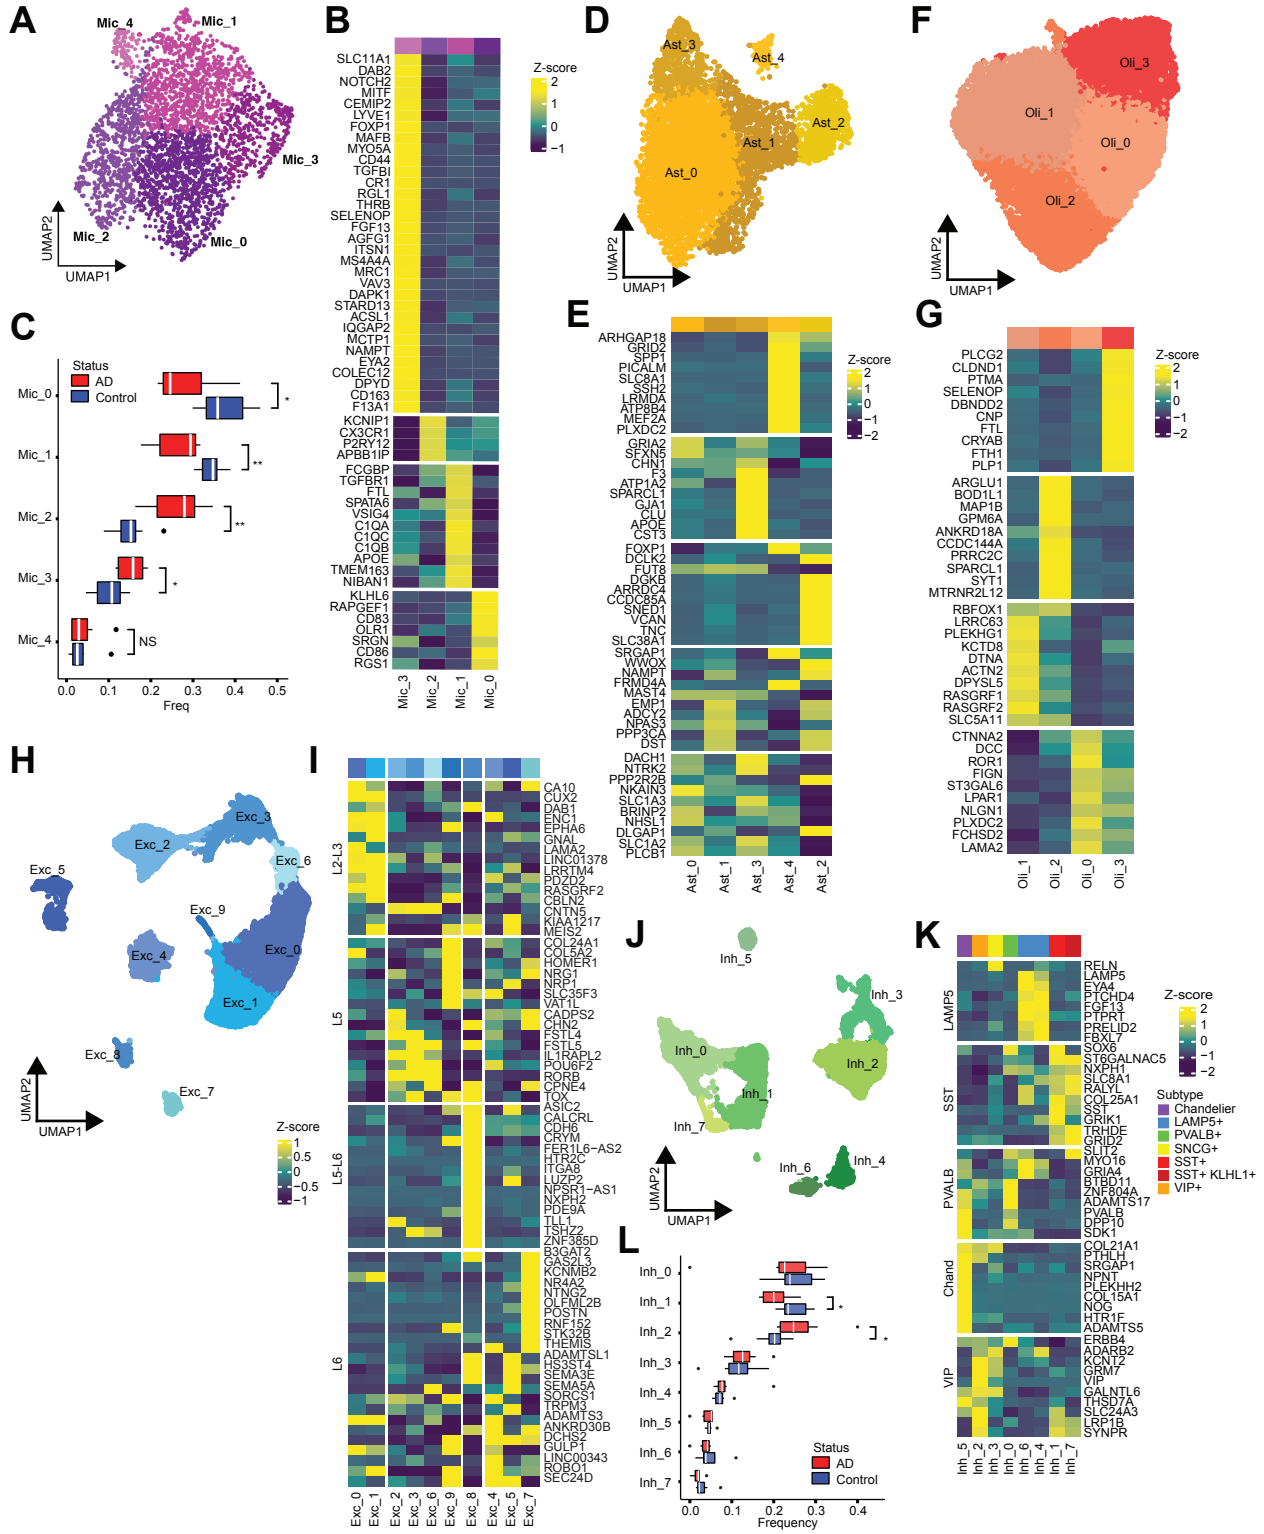 A
Mic_4
Mic_1
Mic_3
Mic_2
Mic_0
UMAP2
UMAP1
B
SLC11A1
DAB2
NOTCH2
MITF
CEMIP2
LYVE1
FOXP1
MAFB
MYO5A
CD44
TGFBI
CR1
RGL1
THRB
SELENOP
FGF13
AGFG1
ITSN1
MS4A4A
MRC1
VAV3
DAPK1
STARD13
ACSL1
IQGAP2
MCTP1
NAMPT
EYA2
COLEC12
DPYD
CD163
F13A1
KCNIP1
CX3CR1
P2RY12
APBB1IP
FCGBP
TGFBR1
FTL
SPATA6
VSIG4
C1QA
C1QC
C1QB
APOE
TMEM163
NIBAN1
KLHL6
RAPGEF1
CD83
OLR1
SRGN
CD86
RGS1
Mic_3
Mic_2
Mic_1
Mic_0
Z-score
2
1
0
−1
C
Status
AD
Control
Mic_0
Mic_1
Mic_2
Mic_3
Mic_4
*
**
**
*
NS
0.0 0.1 0.2 0.3 0.4 0.5
Freq
D
Ast_3
Ast_4
Ast_2
Ast_1
Ast_0
UMAP2
UMAP1
E
ARHGAP18
GRID2
SPP1
PICALM
SLC8A1
SSH2
LRMDA
ATP8B4
MEF2A
PLXDC2
GRIA2
SFXN5
CHN1
F3
ATP1A2
SPARCL1
GJA1
CLU
APOE
CST3
FOXP1
DCLK2
FUT8
DGKB
ARRDC4
CCDC85A
SNED1
VCAN
TNC
SLC38A1
SRGAP1
WWOX
NAMPT
FRMD4A
MAST4
EMP1
ADCY2
NPAS3
PPP3CA
DST
DACH1
NTRK2
PPP2R2B
NKAIN3
SLC1A3
BRINP2
NHSL1
DLGAP1
SLC1A2
PLCB1
Ast_0
Ast_1
Ast_3
Ast_4
Ast_2
Z-score
2
1
0
−1
−2
F
Oli_3
Oli_1
Oli_0
Oli_2
UMAP2
UMAP1
G
PLCG2
CLDND1
PTMA
SELENOP
DBNDD2
CNP
FTL
CRYAB
FTH1
PLP1
ARGLU1
BOD1L1
MAP1B
GPM6A
ANKRD18A
CCDC144A
PRRC2C
SPARCL1
SYT1
MTRNR2L12
RBFOX1
LRRC63
PLEKHG1
KCTD8
DTNA
ACTN2
DPYSL5
RASGRF1
RASGRF2
SLC5A11
CTNNA2
DCC
ROR1
FIGN
ST3GAL6
LPAR1
NLGN1
PLXDC2
FCHSD2
LAMA2
Oli_1
Oli_2
Oli_0
Oli_3
Z-score
2
1
0
−1
−2
H
Exc_3
Exc_2
Exc_6
Exc_5
Exc_9
Exc_0
Exc_4
Exc_1
Exc_8
Exc_7
UMAP2
UMAP1
I
L2-L3
L5
L5-L6
L6
CA10
CUX2
DAB1
ENC1
EPHA6
GNAL
LAMA2
LINC01378
LRRTM4
PDZD2
RASGRF2
CBLN2
CNTN5
KIAA1217
MEIS2
COL24A1
COL5A2
HOMER1
NRG1
NRP1
SLC35F3
VAT1L
CADPS2
CHN2
FSTL4
FSTL5
IL1RAPL2
POU6F2
RORB
CPNE4
TOX
ASIC2
CALCRL
CDH6
CRYM
FER1L6−AS2
HTR2C
ITGA8
LUZP2
NPSR1−AS1
NXPH2
PDE9A
TLL1
TSHZ2
ZNF385D
B3GAT2
GAS2L3
KCNMB2
NR4A2
NTNG2
OLFML2B
POSTN
RNF152
STK32B
THEMIS
ADAMTSL1
HS3ST4
SEMA3E
SEMA5A
SORCS1
TRPM3
ADAMTS3
ANKRD30B
DCHS2
GULP1
LINC00343
ROBO1
SEC24D
Exc_0
Exc_1
Exc_2
Exc_3
Exc_6
Exc_9
Exc_8
Exc_4
Exc_5
Exc_7
Z-score
1
0.5
0
−0.5
−1
J
Inh_5
Inh_3
Inh_0
Inh_2
Inh_1
Inh_7
Inh_4
Inh_6
UMAP2
UMAP1
K
LAMP5
SST
PVALB
Chand
VIP
RELN
LAMP5
EYA4
PTCHD4
FGF13
PTPRT
PRELID2
FBXL7
SOX6
ST6GALNAC5
NXPH1
SLC8A1
RALYL
COL25A1
SST
GRIK1
TRHDE
GRID2
SLIT2
MYO16
GRIA4
BTBD11
ZNF804A
ADAMTS17
PVALB
DPP10
SDK1
COL21A1
PTHLH
SRGAP1
NPNT
PLEKHH2
COL15A1
NOG
HTR1F
ADAMTS5
ERBB4
ADARB2
KCNT2
GRM7
VIP
GALNTL6
THSD7A
SLC24A3
LRP1B
SYNPR
Inh_5
Inh_2
Inh_3
Inh_0
Inh_6
Inh_4
Inh_1
Inh_7
Z-score
2
1
0
−1
−2
Subtype
Chandelier
LAMP5+
PVALB+
SNCG+
SST+
SST+ KLHL1+
VIP+
L
Inh_0
Inh_1
Inh_2
Inh_3
Inh_4
Inh_5
Inh_6
Inh_7
*
*
Status
AD
Control
0.0 0.1 0.2 0.3 0.4
Frequency